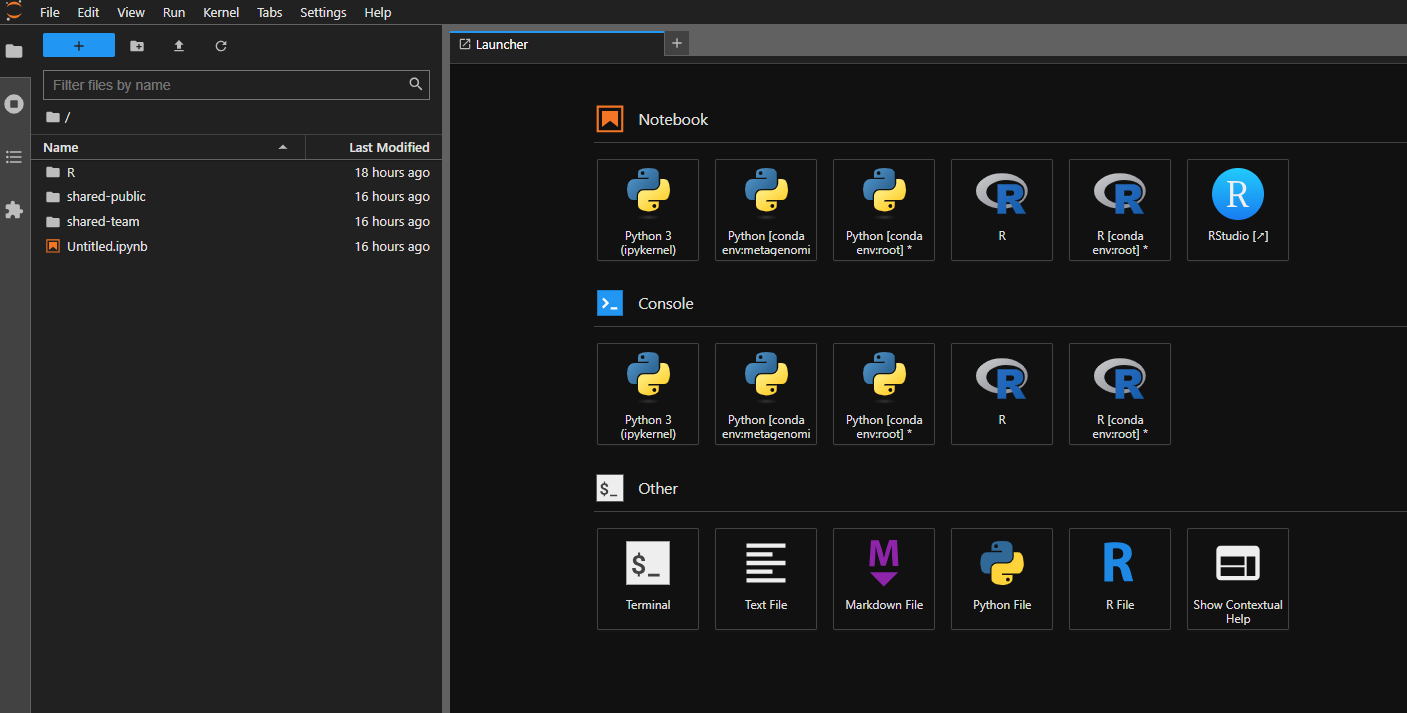 File Edit View Run Kernel Tabs Settings Help
+
Filter files by name
/
Name Last Modified
R 18 hours ago
shared-public 16 hours ago
shared-team 16 hours ago
Untitled.ipynb 16 hours ago
Launcher +
Notebook
R
Python 3
(ipykernel)
Python [conda
env:metagenomi
Python [conda
env:root] *
R
R [conda
env:root] *
RStudio [↗]
Console
Python 3
(ipykernel)
Python [conda
env:metagenomi
Python [conda
env:root] *
R
R [conda
env:root] *
$_
Other
$_
Terminal
Text File
M
Markdown File
Python File
R
R File
Show Contextual
Help